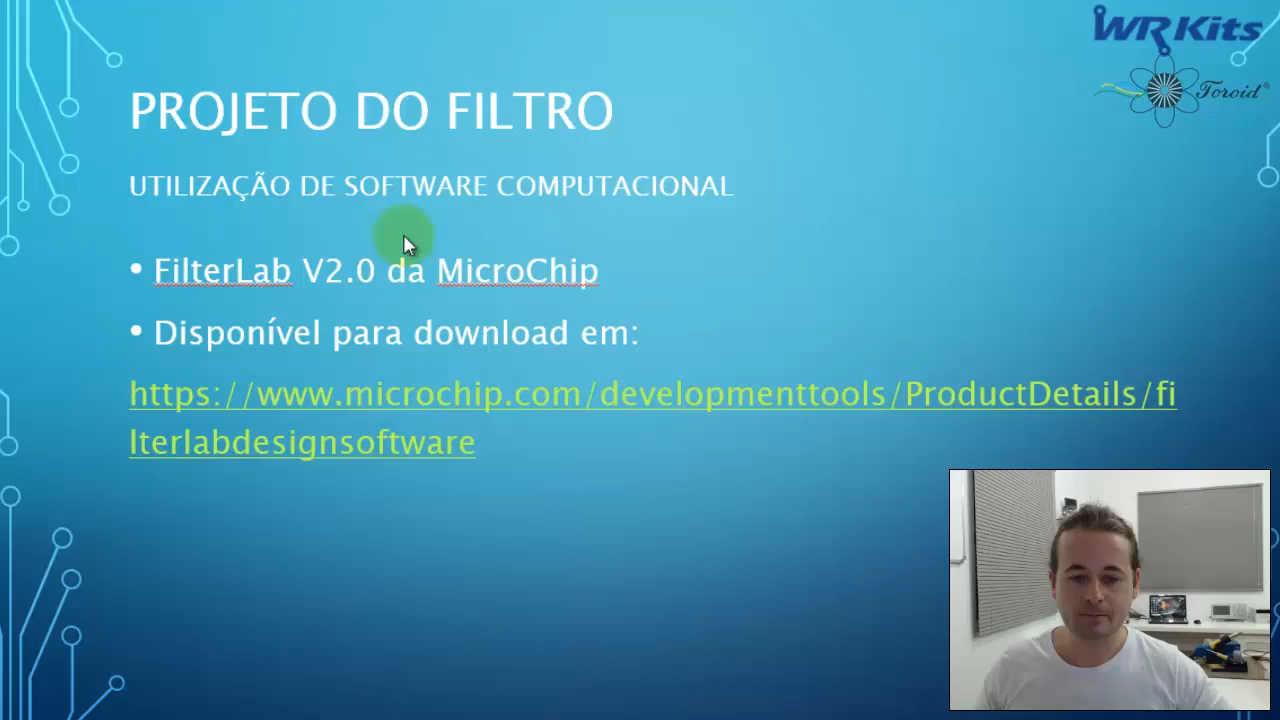 WR Kits
Toroid
PROJETO DO FILTRO
UTILIZAÇÃO DE SOFTWARE COMPUTACIONAL
• FilterLab V2.0 da MicroChip
• Disponível para download em:
https://www.microchip.com/developmenttools/ProductDetails/fi
lterlabdesignsoftware